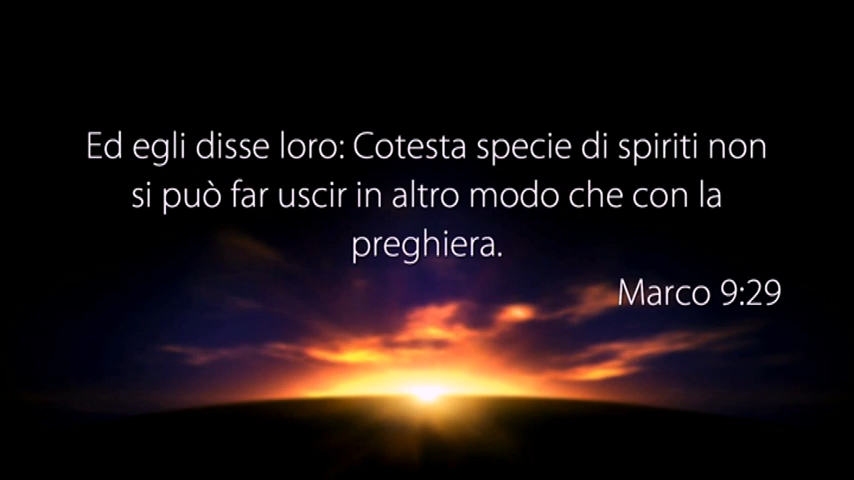 Ed egli disse loro: Cotesta specie di spiriti non
si può far uscir in altro modo che con la
preghiera.
Marco 9:29